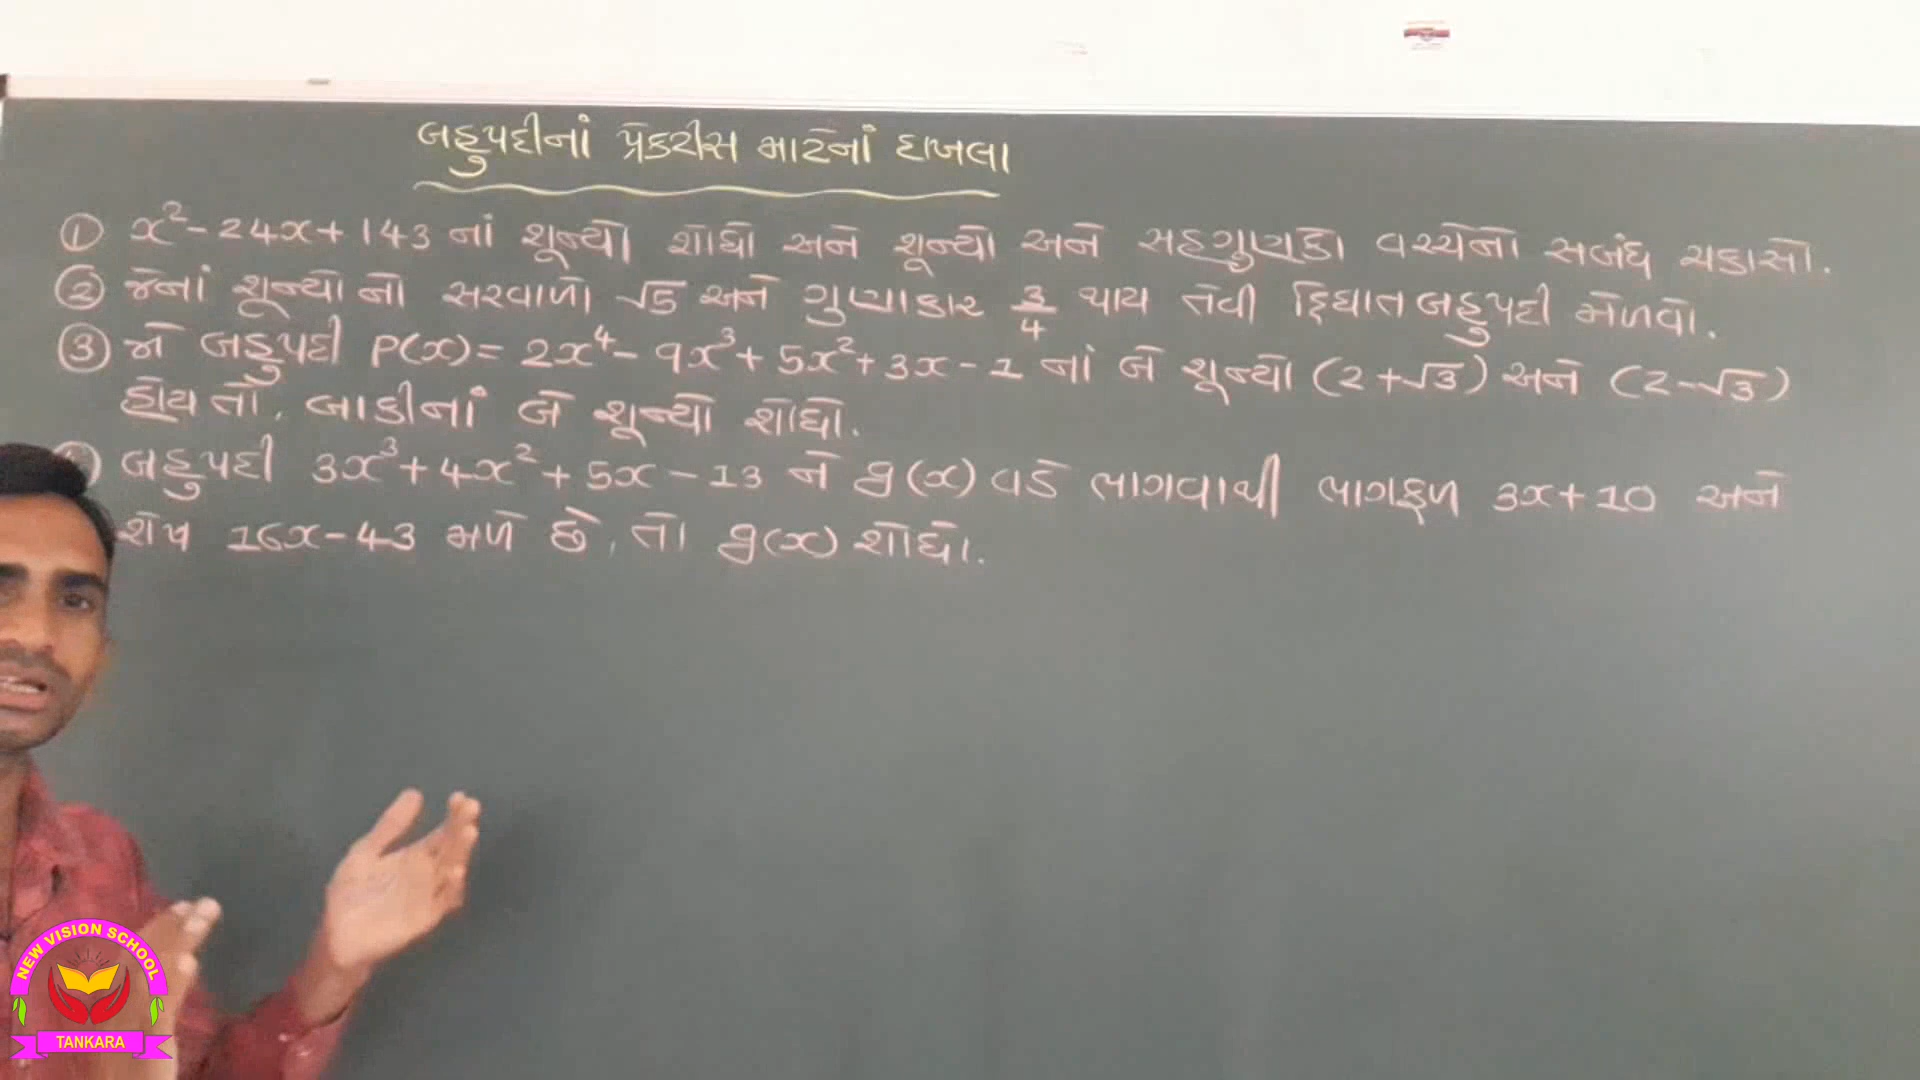 બહુપદીનાં પ્રેકટીસ માટેનાં દાખલા
① x² - 24x + 143 નાં શૂન્યો શોધો અને શૂન્યો અને સહગુણકો વચ્ચેનો સબંધ ચકાસો.
② જેનાં શૂન્યોનો સરવાળો √5 અને ગુણાકાર 3/4 થાય તેવી દ્વિઘાત બહુપદી મેળવો.
③ જો બહુપદી P(x) = 2x⁴ - 9x³ + 5x² + 3x - 1 નાં બે શૂન્યો (2+√3) અને (2-√3)
હોય તો, બાકીનાં બે શૂન્યો શોધો.
બહુપદી 3x³ + 4x² + 5x - 13 ને g(x) વડે ભાગવાથી ભાગફળ 3x + 10 અને
શેષ 16x - 43 મળે છે, તો g(x) શોધો.
NEW VISION SCHOOL
TANKARA